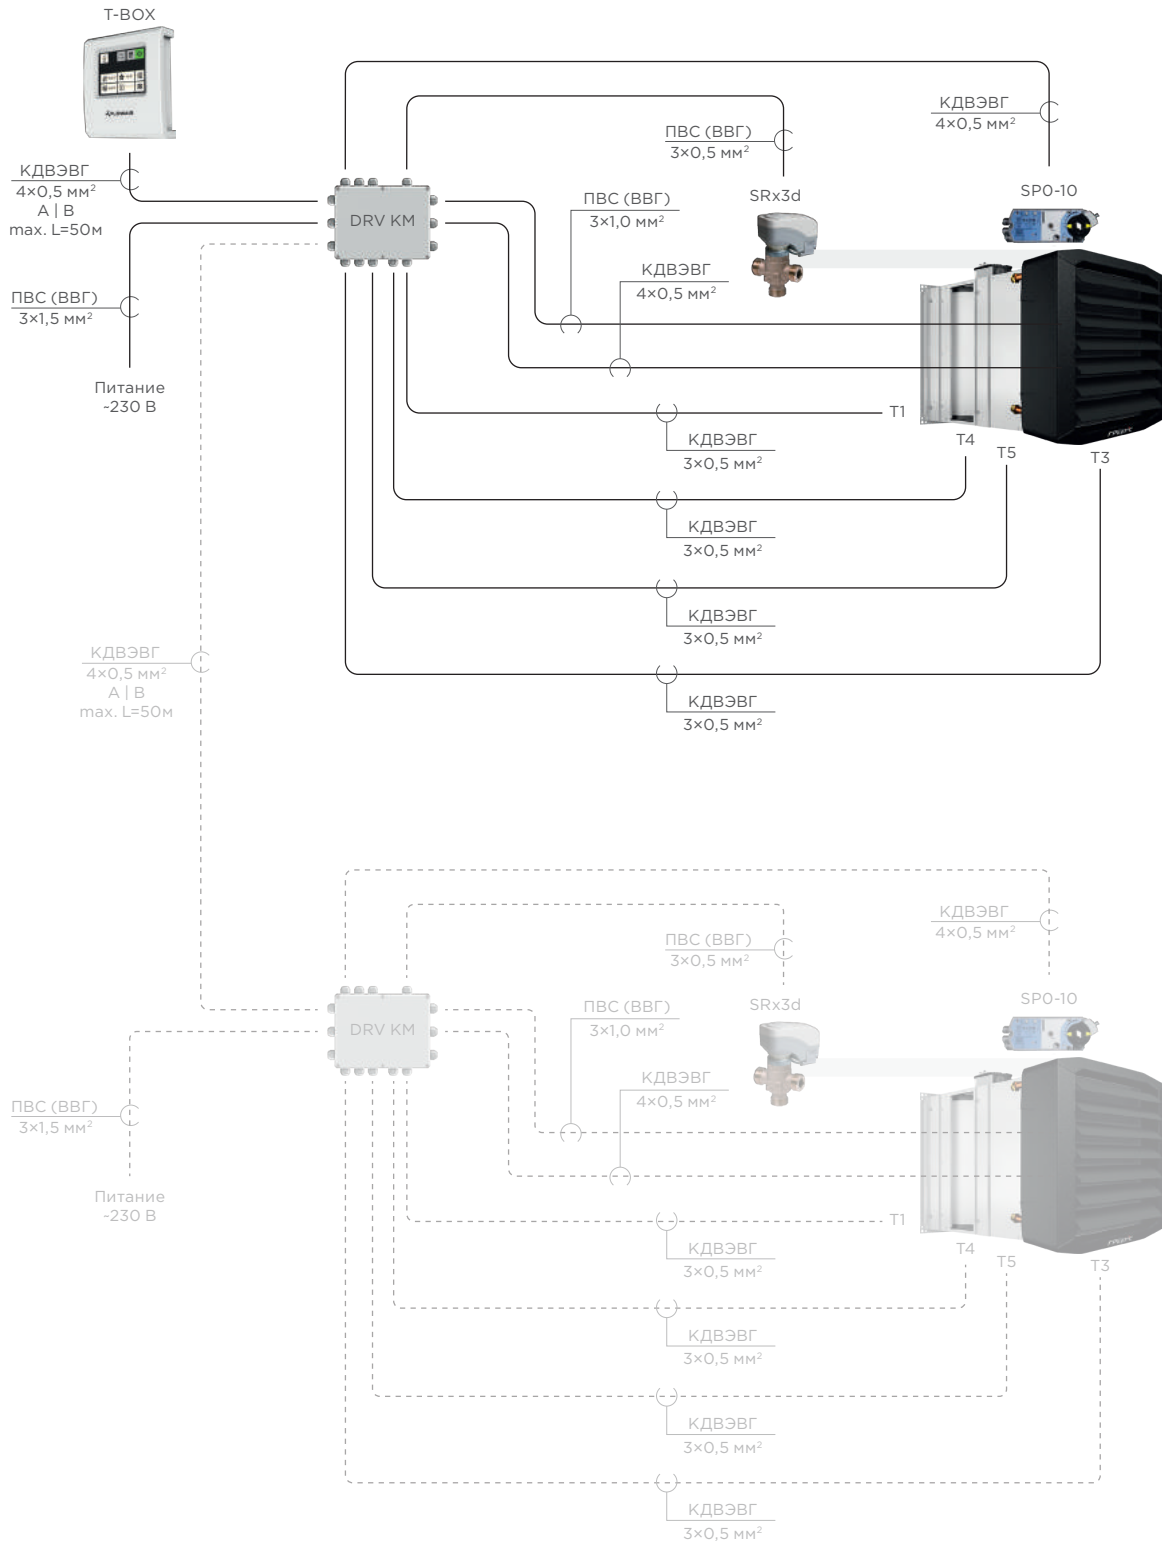 T-BOX
КДВЭВГ
4×0,5 мм²
A | B
max. L=50м
ПВС (ВВГ)
3×1,5 мм²
Питание
~230 В
DRV KM
ПВС (ВВГ)
3×0,5 мм²
КДВЭВГ
4×0,5 мм²
SRx3d
SP0-10
ПВС (ВВГ)
3×1,0 мм²
КДВЭВГ
4×0,5 мм²
T1
T4
T5
T3
КДВЭВГ
3×0,5 мм²
КДВЭВГ
3×0,5 мм²
КДВЭВГ
3×0,5 мм²
КДВЭВГ
3×0,5 мм²
КДВЭВГ
4×0,5 мм²
A | B
max. L=50м
ПВС (ВВГ)
3×0,5 мм²
КДВЭВГ
4×0,5 мм²
SRx3d
SP0-10
DRV KM
ПВС (ВВГ)
3×1,0 мм²
КДВЭВГ
4×0,5 мм²
ПВС (ВВГ)
3×1,5 мм²
Питание
~230 В
T1
T4
T5
T3
КДВЭВГ
3×0,5 мм²
КДВЭВГ
3×0,5 мм²
КДВЭВГ
3×0,5 мм²
КДВЭВГ
3×0,5 мм²